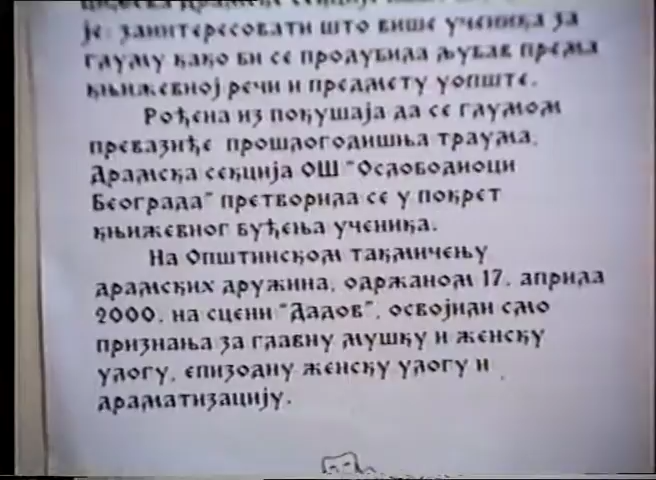 циљева Драмске секције
је: заинтересовати што више ученика за
глуму како би се продубила љубав према
књижевној речи и предмету уопште.
Рођена из покушаја да се глумом
превазиђе прошлогодишња траума,
Драмска секција ОШ "Ослободиоци
Београда" претворила се у покрет
књижевног буђења ученика.
На Општинском такмичењу
драмских дружина, одржаном 17. априла
2000. на сцени "Дадов", освојили смо
признања за главну мушку и женску
улогу, епизодну женску улогу и
драматизацију.